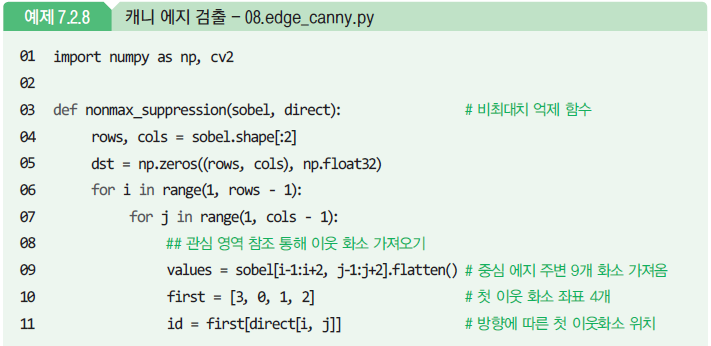 예제 7.2.8 캐니 에지 검출 - 08.edge_canny.py
01 import numpy as np, cv2
02
03 def nonmax_suppression(sobel, direct): # 비최대치 억제 함수
04 rows, cols = sobel.shape[:2]
05 dst = np.zeros((rows, cols), np.float32)
06 for i in range(1, rows - 1):
07 for j in range(1, cols - 1):
08 ## 관심 영역 참조 통해 이웃 화소 가져오기
09 values = sobel[i-1:i+2, j-1:j+2].flatten() # 중심 에지 주변 9개 화소 가져옴
10 first = [3, 0, 1, 2] # 첫 이웃 화소 좌표 4개
11 id = first[direct[i, j]] # 방향에 따른 첫 이웃화소 위치